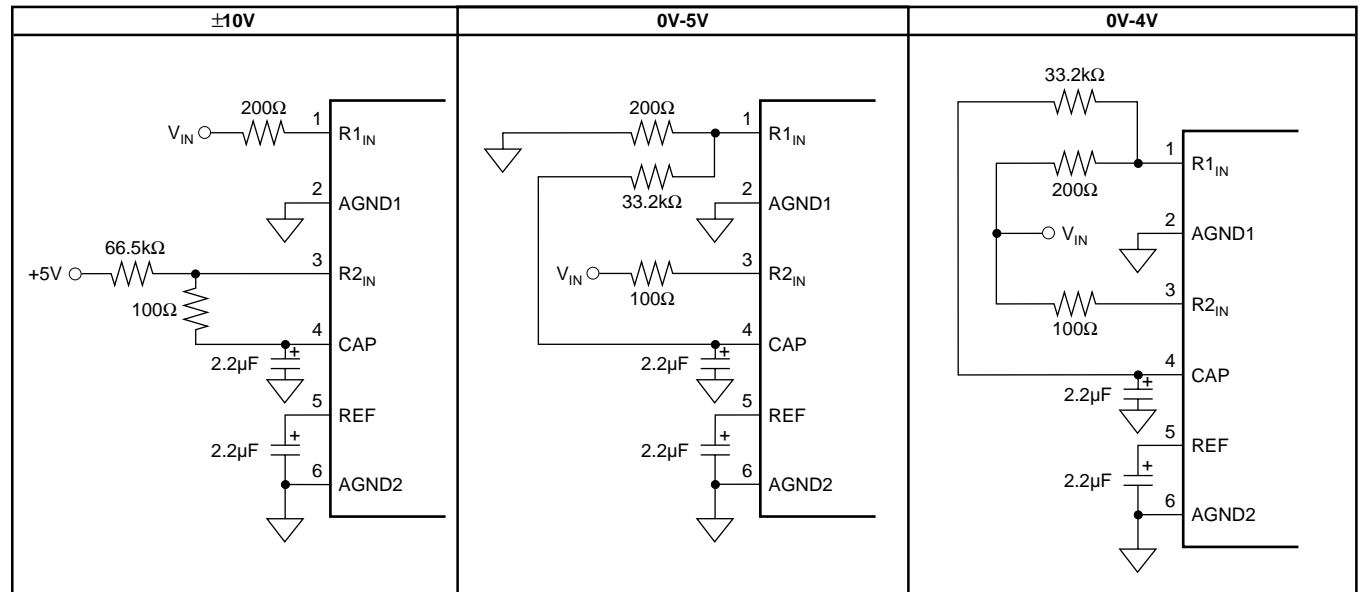 ±10V
200Ω
V_IN
1
R1_IN
2
AGND1
66.5kΩ
+5V
3
R2_IN
100Ω
4
CAP
2.2µF
5
REF
2.2µF
6
AGND2
0V-5V
200Ω
1
R1_IN
33.2kΩ
2
AGND1
V_IN
100Ω
3
R2_IN
4
CAP
2.2µF
5
REF
2.2µF
6
AGND2
0V-4V
33.2kΩ
1
R1_IN
200Ω
2
AGND1
V_IN
3
R2_IN
100Ω
4
CAP
2.2µF
5
REF
2.2µF
6
AGND2